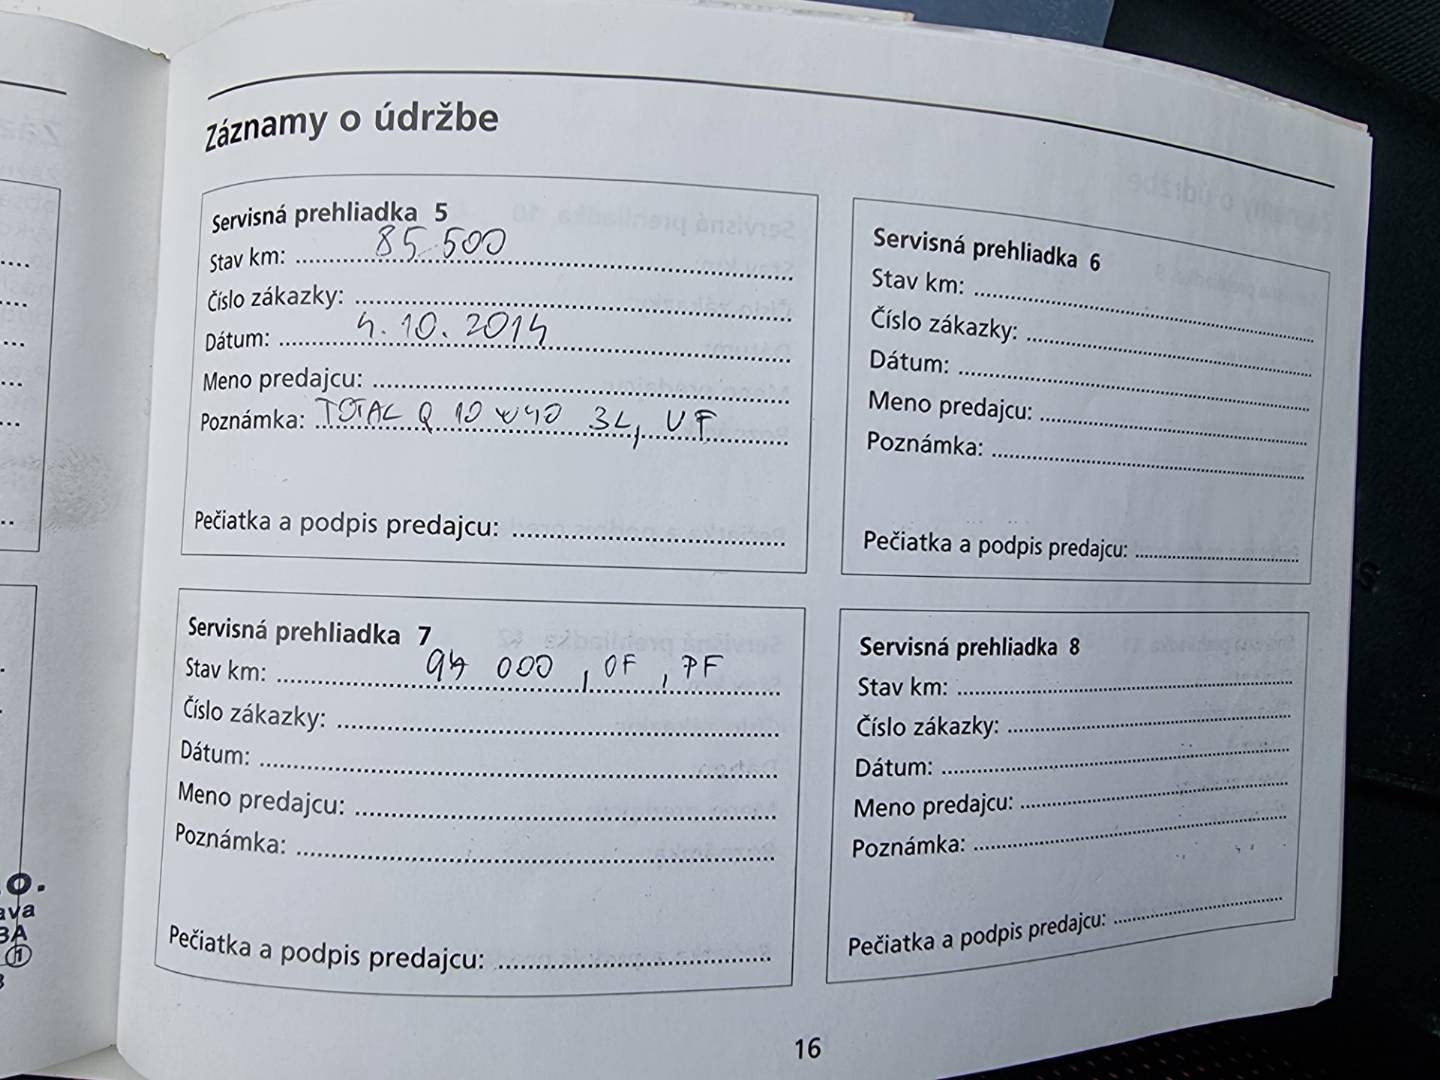 Záznamy o údržbe
Servisná prehliadka 5
Stav km: 85 500
Číslo zákazky:
Dátum: 4. 10. 2014
Meno predajcu:
Poznámka: TOTAL Q 10W40 3L, VF
Pečiatka a podpis predajcu:
Servisná prehliadka 6
Stav km:
Číslo zákazky:
Dátum:
Meno predajcu:
Poznámka:
Pečiatka a podpis predajcu:
Servisná prehliadka 7
Stav km: 94 000, OF, PF
Číslo zákazky:
Dátum:
Meno predajcu:
Poznámka:
Pečiatka a podpis predajcu:
Servisná prehliadka 8
Stav km:
Číslo zákazky:
Dátum:
Meno predajcu:
Poznámka:
Pečiatka a podpis predajcu:
16